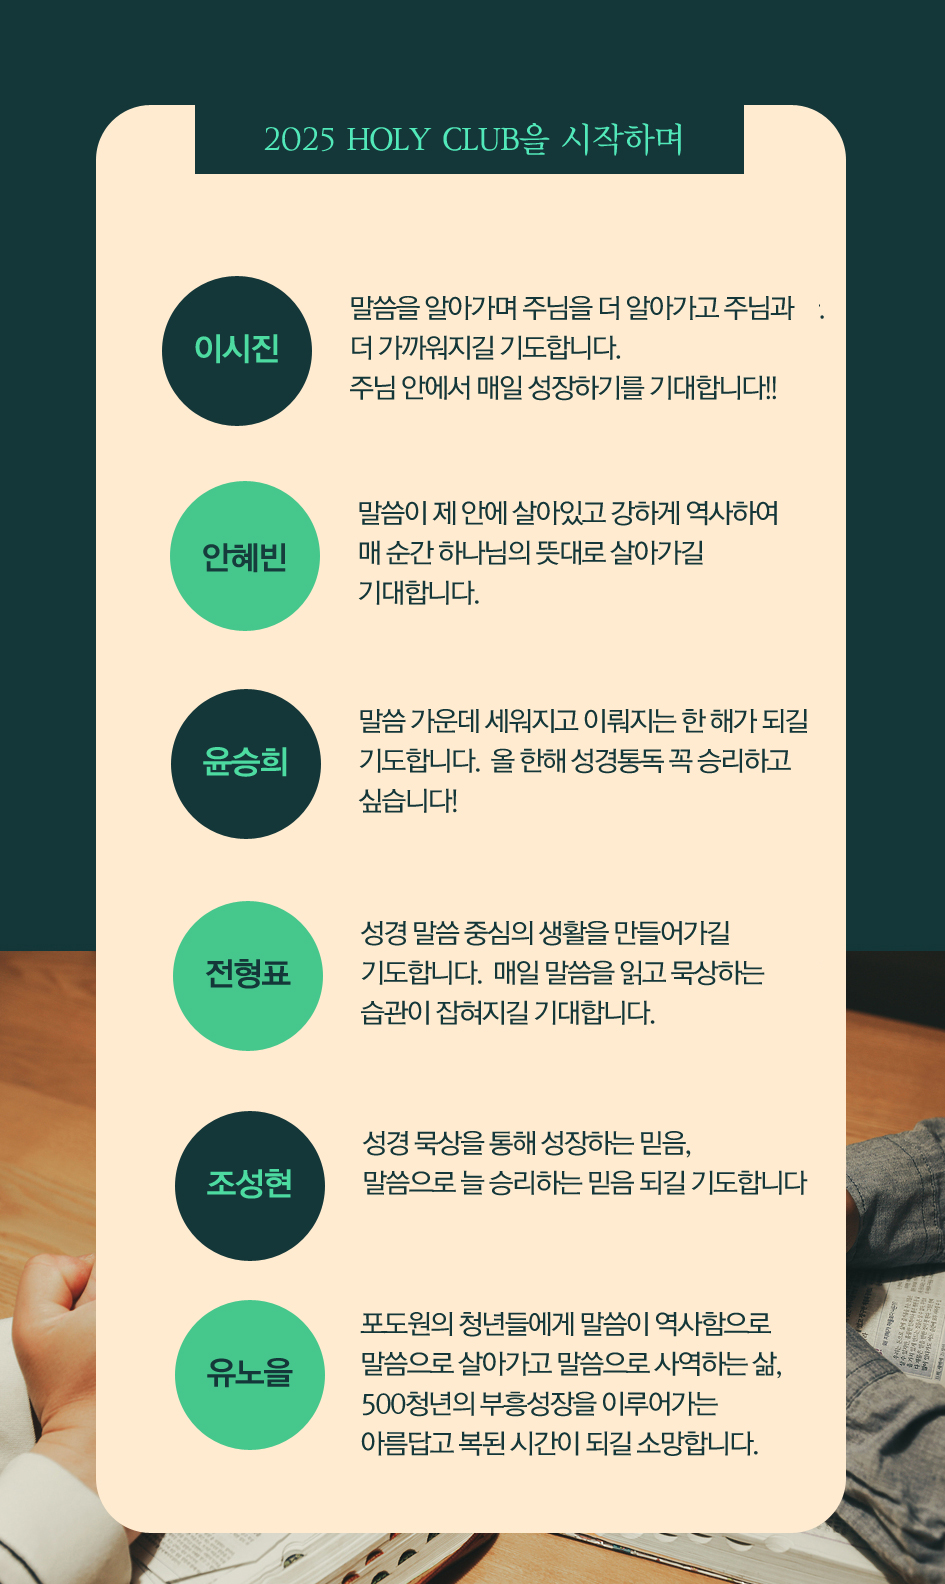 2025 HOLY CLUB을 시작하며
이시진
말씀을 알아가며 주님을 더 알아가고 주님과 :.
더 가까워지길 기도합니다.
주님 안에서 매일 성장하기를 기대합니다!!
안혜빈
말씀이 제 안에 살아있고 강하게 역사하여
매 순간 하나님의 뜻대로 살아가길
기대합니다.
윤승희
말씀 가운데 세워지고 이뤄지는 한 해가 되길
기도합니다. 올 한해 성경통독 꼭 승리하고
싶습니다!
전형표
성경 말씀 중심의 생활을 만들어가길
기도합니다. 매일 말씀을 읽고 묵상하는
습관이 잡혀지길 기대합니다.
조성현
성경 묵상을 통해 성장하는 믿음,
말씀으로 늘 승리하는 믿음 되길 기도합니다
유노을
포도원의 청년들에게 말씀이 역사함으로
말씀으로 살아가고 말씀으로 사역하는 삶,
500청년의 부흥성장을 이루어가는
아름답고 복된 시간이 되길 소망합니다.